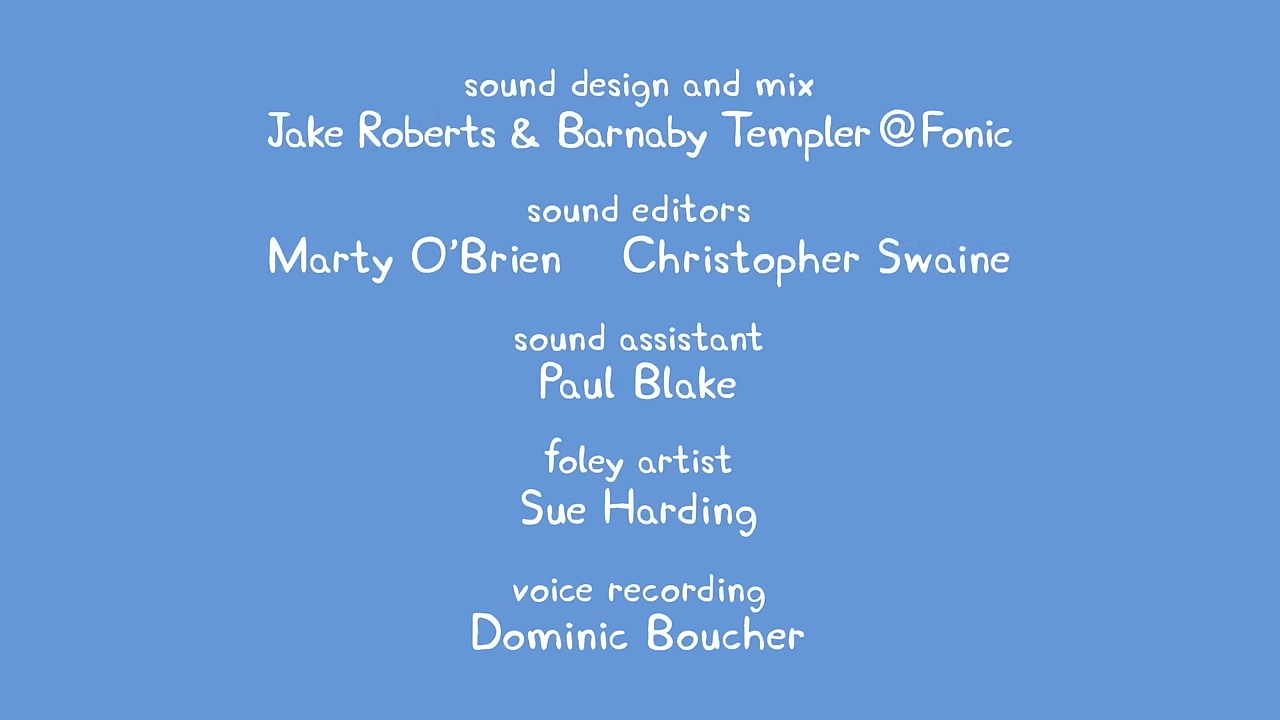 sound design and mix
Jake Roberts & Barnaby Templer @ Fonic
sound editors
Marty O'Brien Christopher Swaine
sound assistant
Paul Blake
foley artist
Sue Harding
voice recording
Dominic Boucher